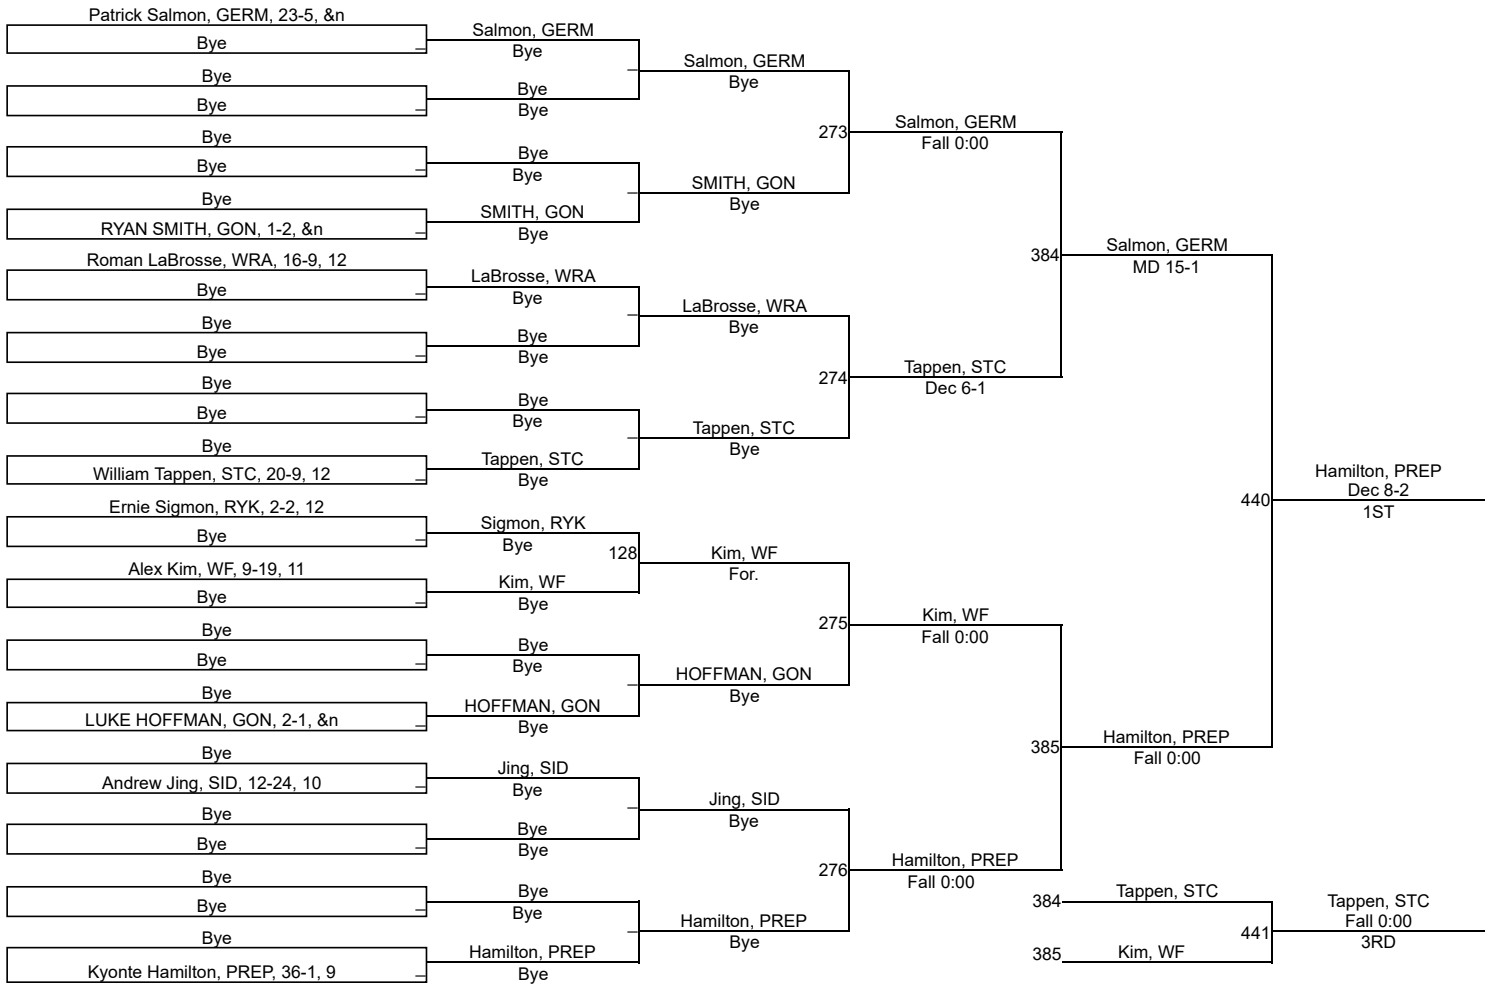 Patrick Salmon, GERM, 23-5, &n
Bye
Bye
Bye
Bye
Bye
Bye
RYAN SMITH, GON, 1-2, &n
Roman LaBrosse, WRA, 16-9, 12
Bye
Bye
Bye
Bye
Bye
Bye
William Tappen, STC, 20-9, 12
Ernie Sigmon, RYK, 2-2, 12
Bye
Alex Kim, WF, 9-19, 11
Bye
Bye
Bye
Bye
LUKE HOFFMAN, GON, 2-1, &n
Bye
Andrew Jing, SID, 12-24, 10
Bye
Bye
Bye
Bye
Bye
Kyonte Hamilton, PREP, 36-1, 9
Salmon, GERM
Bye
Bye
Bye
Bye
Bye
SMITH, GON
Bye
LaBrosse, WRA
Bye
Bye
Bye
Bye
Bye
Tappen, STC
Bye
Sigmon, RYK
Bye
128
Kim, WF
Bye
Bye
Bye
HOFFMAN, GON
Bye
Jing, SID
Bye
Bye
Bye
Bye
Bye
Hamilton, PREP
Bye
Salmon, GERM
Bye
273
SMITH, GON
Bye
LaBrosse, WRA
Bye
274
Tappen, STC
Bye
Kim, WF
For.
275
HOFFMAN, GON
Bye
Jing, SID
Bye
276
Hamilton, PREP
Bye
Salmon, GERM
Fall 0:00
384
Tappen, STC
Dec 6-1
Kim, WF
Fall 0:00
385
Hamilton, PREP
Fall 0:00
Salmon, GERM
MD 15-1
440
Hamilton, PREP
Fall 0:00
384
Tappen, STC
441
385
Kim, WF
Hamilton, PREP
Dec 8-2
1ST
Tappen, STC
Fall 0:00
3RD